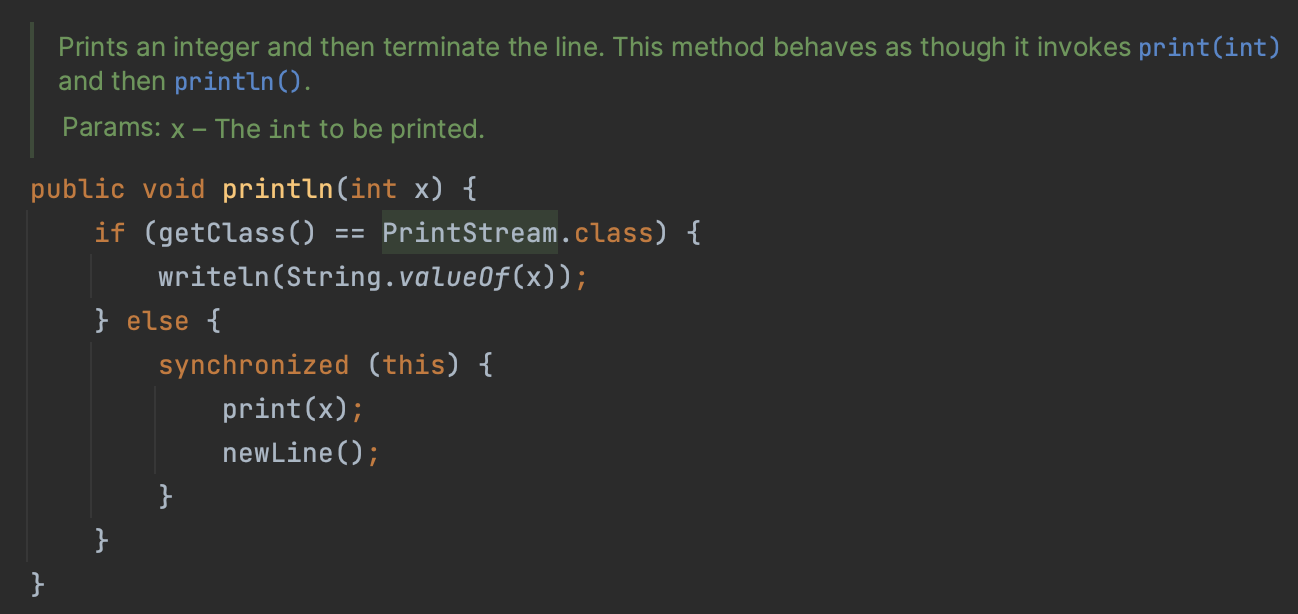 Prints an integer and then terminate the line. This method behaves as though it invokes print(int)
and then println().
Params: x – The int to be printed.
public void println(int x) {
    if (getClass() == PrintStream.class) {
        writeln(String.valueOf(x));
    } else {
        synchronized (this) {
            print(x);
            newLine();
        }
    }
}